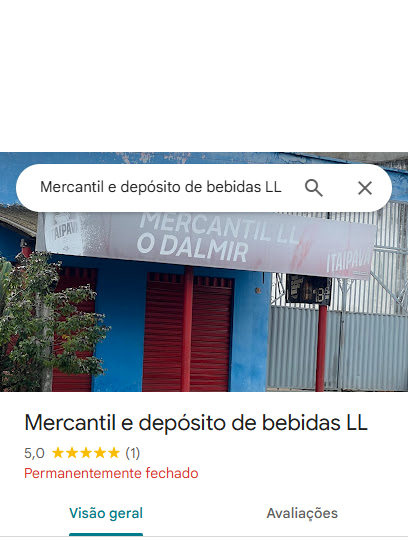 Mercantil e depósito de bebidas LL
ITAIPAVA
MERCANTIL LL
O DALMIR
ITAIPAVA
Mercantil e depósito de bebidas LL
5,0 (1)
Permanentemente fechado
Visão geral
Avaliações